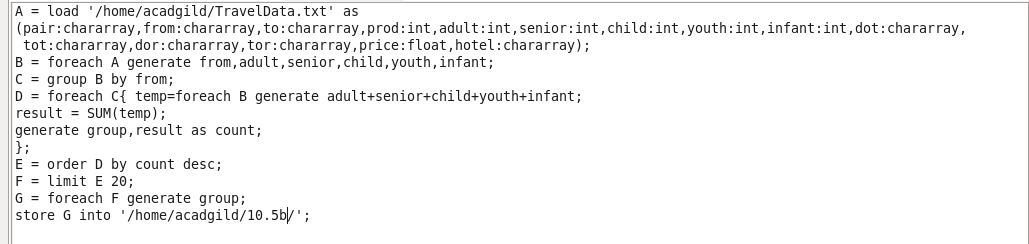 A = load '/home/acadgild/TravelData.txt' as
(pair:chararray,from:chararray,to:chararray,prod:int,adult:int,senior:int,child:int,youth:int,infant:int,dot:chararray,
tot:chararray,dor:chararray,tor:chararray,price:float,hotel:chararray);
B = foreach A generate from,adult,senior,child,youth,infant;
C = group B by from;
D = foreach C{ temp=foreach B generate adult+senior+child+youth+infant;
result = SUM(temp);
generate group,result as count;
};
E = order D by count desc;
F = limit E 20;
G = foreach F generate group;
store G into '/home/acadgild/10.5b/';